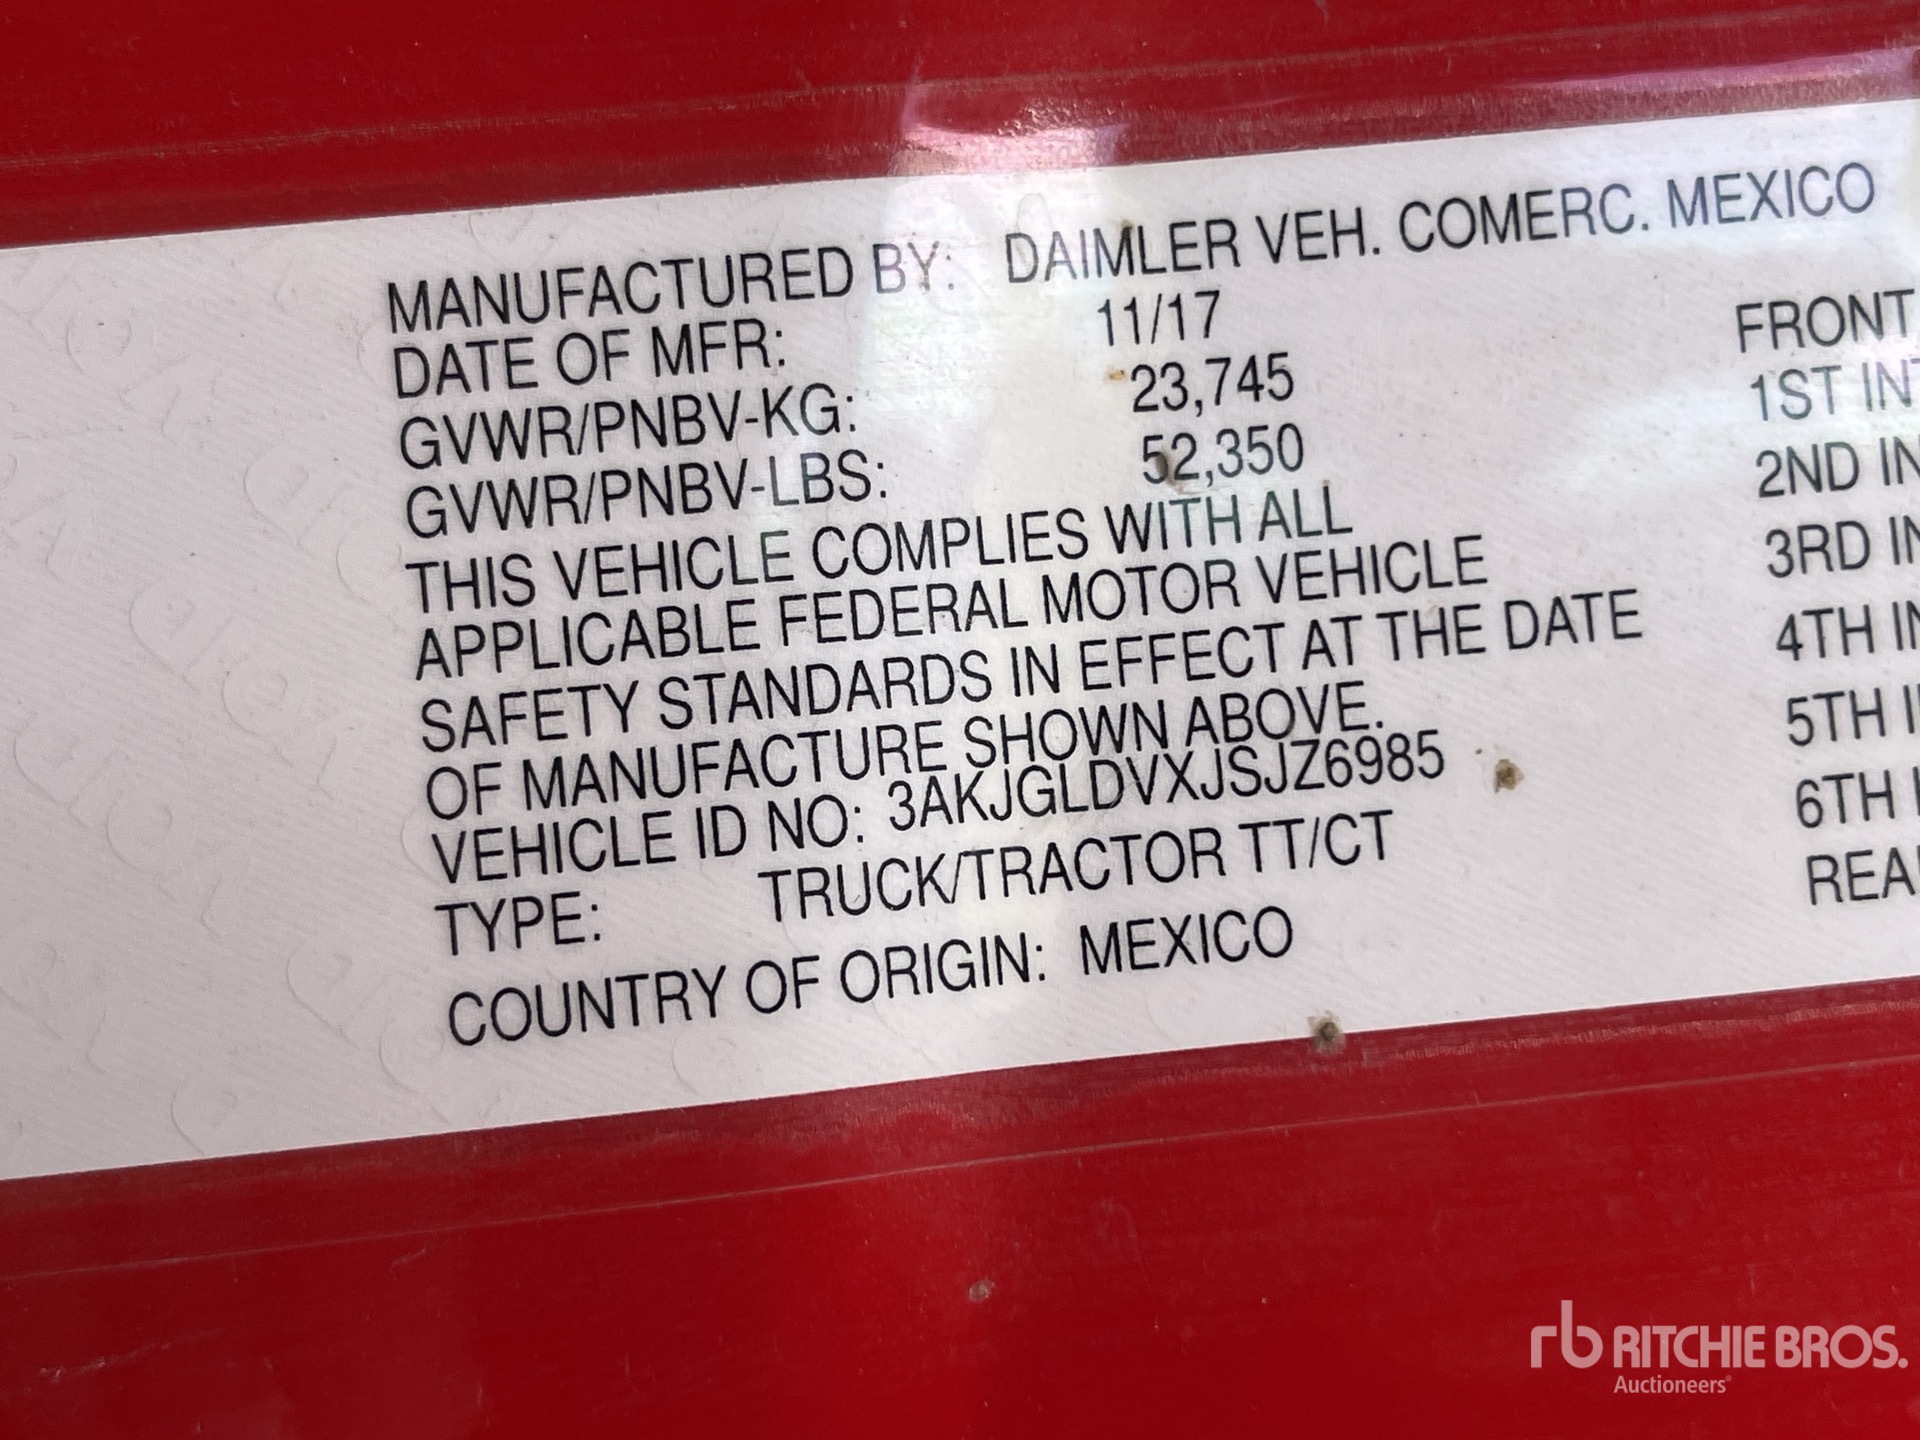 MANUFACTURED BY: DAIMLER VEH. COMERC. MEXICO
DATE OF MFR: 11/17
GVWR/PNBV-KG: 23,745
GVWR/PNBV-LBS: 52,350
THIS VEHICLE COMPLIES WITH ALL
APPLICABLE FEDERAL MOTOR VEHICLE
SAFETY STANDARDS IN EFFECT AT THE DATE
OF MANUFACTURE SHOWN ABOVE.
VEHICLE ID NO: 3AKJGLDVXJSJZ6985
TYPE: TRUCK/TRACTOR TT/CT
COUNTRY OF ORIGIN: MEXICO
FRONT
1ST
2ND
3RD
4TH
5TH
6TH
rb RITCHIE BROS.
Auctioneers